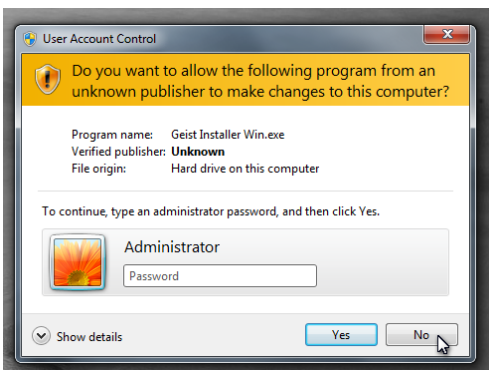 User Account Control
Do you want to allow the following program from an
unknown publisher to make changes to this computer?
Program name: Geist Installer Win.exe
Verified publisher: Unknown
File origin: Hard drive on this computer
To continue, type an administrator password, and then click Yes.
Administrator
Password
Show details
Yes
No